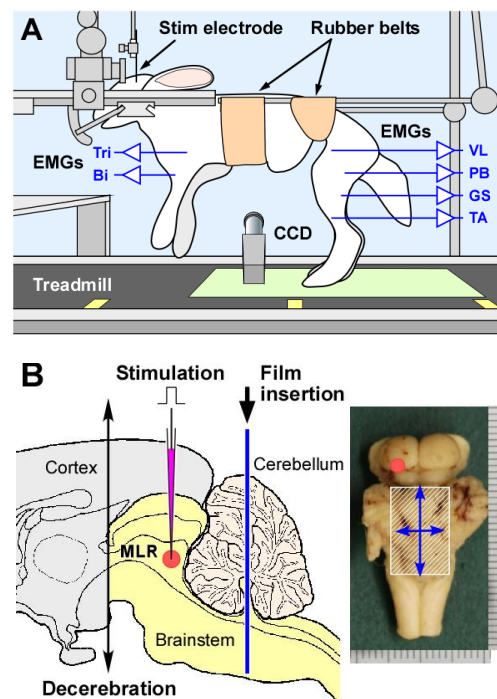 A
Stim electrode
Rubber belts
EMGs
Tri
Bi
EMGs
VL
PB
GS
TA
CCD
Treadmill
B
Stimulation
Film
insertion
Cortex
Cerebellum
MLR
Brainstem
Decerebration